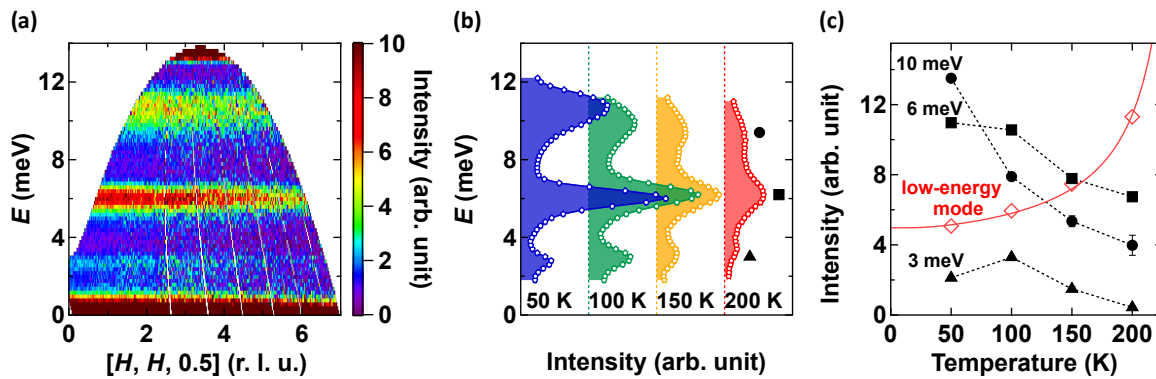 (a)
E (meV)
12
8
4
0
0
2
4
6
[H, H, 0.5] (r. l. u.)
10
8
6
4
2
0
Intensity (arb. unit)
(b)
E (meV)
12
8
4
0
50 K
100 K
150 K
200 K
Intensity (arb. unit)
(c)
Intensity (arb. unit)
12
8
4
0
10 meV
6 meV
low-energy
mode
3 meV
0
50
100
150
200
Temperature (K)